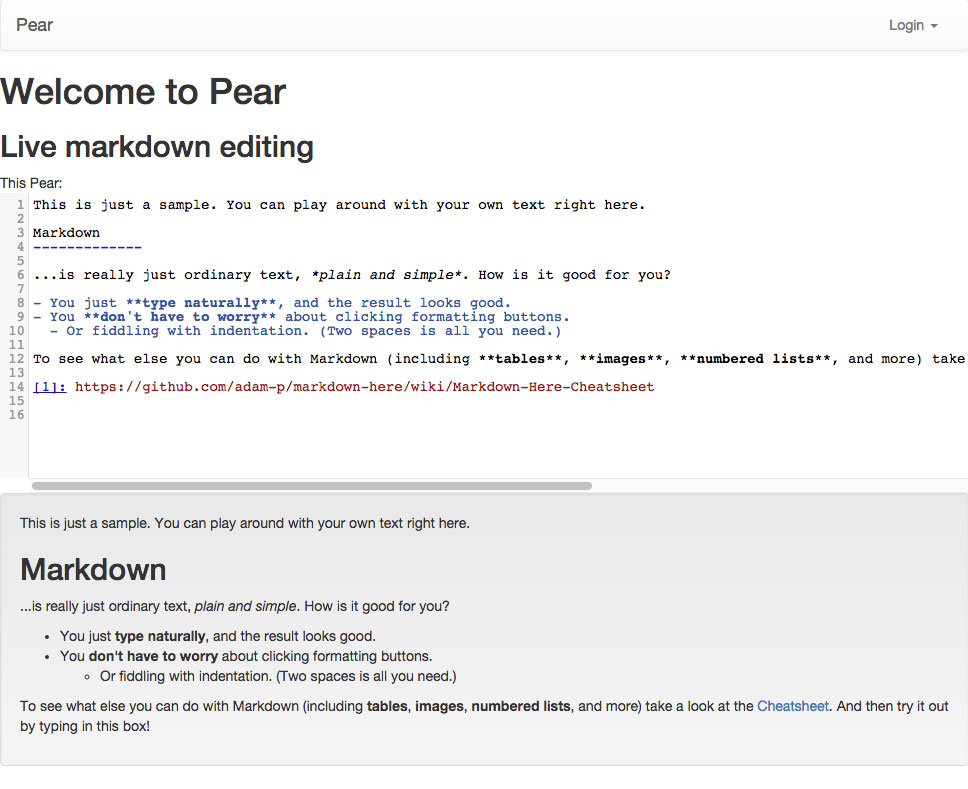 Pear
Login
Welcome to Pear
Live markdown editing
This Pear:
1 This is just a sample. You can play around with your own text right here.
2
3 Markdown
4 -------------
5
6 ...is really just ordinary text, *plain and simple*. How is it good for you?
7
8 - You just **type naturally**, and the result looks good.
9 - You **don't have to worry** about clicking formatting buttons.
10   - Or fiddling with indentation. (Two spaces is all you need.)
11
12 To see what else you can do with Markdown (including **tables**, **images**, **numbered lists**, and more) take
13
14 [1]: https://github.com/adam-p/markdown-here/wiki/Markdown-Here-Cheatsheet
15
16
This is just a sample. You can play around with your own text right here.
Markdown
...is really just ordinary text, plain and simple. How is it good for you?
• You just type naturally, and the result looks good.
• You don't have to worry about clicking formatting buttons.
◦ Or fiddling with indentation. (Two spaces is all you need.)
To see what else you can do with Markdown (including tables, images, numbered lists, and more) take a look at the Cheatsheet. And then try it out
by typing in this box!